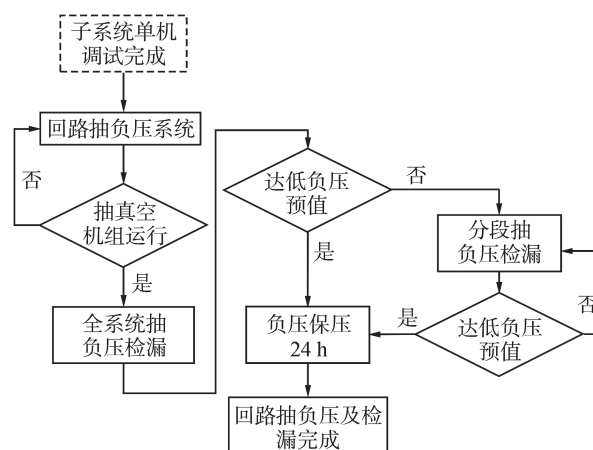 子系统单机
调试完成
回路抽负压系统
否
抽真空
机组运行
是
全系统抽
负压检漏
达低负压
预值
否
是
负压保压
24 h
回路抽负压及检
漏完成
分段抽
负压检漏
达低负压
预值
是
否